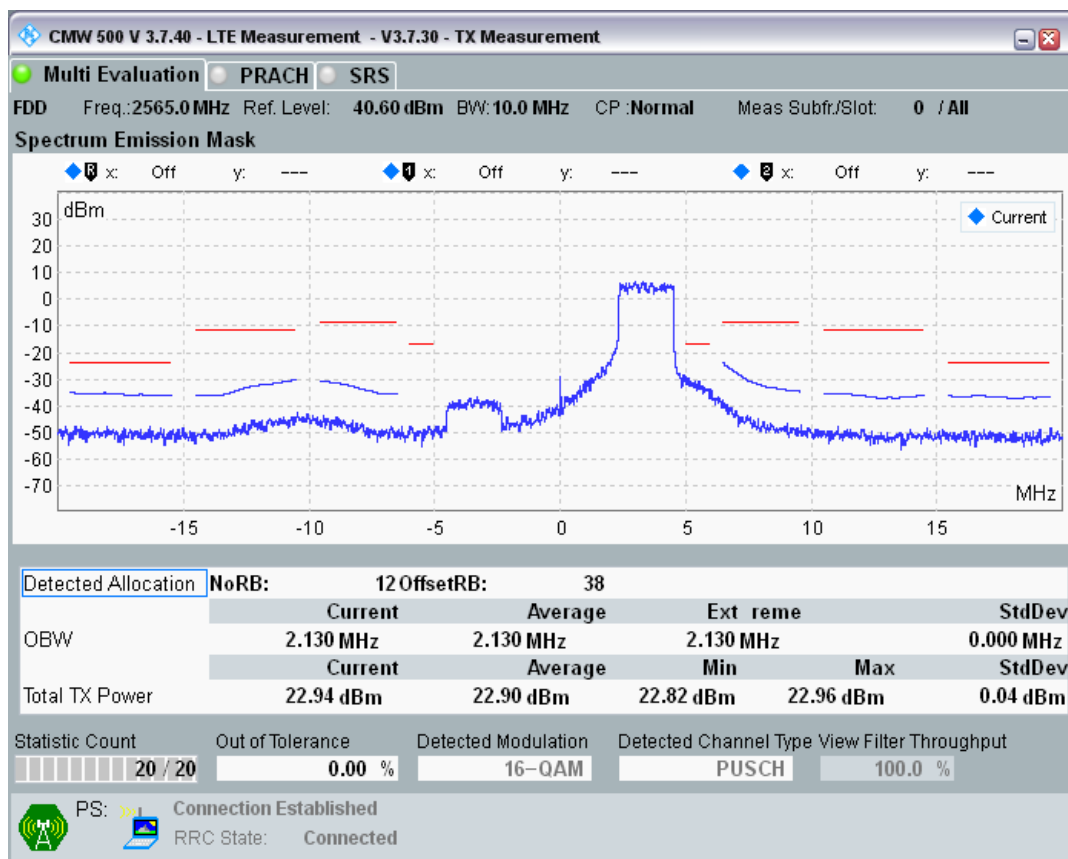 CMW 500 V 3.7.40 - LTE Measurement - V3.7.30 - TX Measurement
Multi Evaluation PRACH SRS
FDD Freq.:2565.0 MHz Ref. Level: 40.60 dBm BW:10.0 MHz CP :Normal Meas Subfr./Slot: 0 / All
Spectrum Emission Mask
R x: Off y: --- 1 x: Off y: --- 2 x: Off y: ---
dBm
Current
30
20
10
0
-10
-20
-30
-40
-50
-60
-70
MHz
-15 -10 -5 0 5 10 15
Detected Allocation NoRB: 12 OffsetRB: 38
Current Average Ext reme StdDev
OBW 2.130 MHz 2.130 MHz 2.130 MHz 0.000 MHz
Current Average Min Max StdDev
Total TX Power 22.94 dBm 22.90 dBm 22.82 dBm 22.96 dBm 0.04 dBm
Statistic Count Out of Tolerance Detected Modulation Detected Channel Type View Filter Throughput
20 / 20 0.00 % 16-QAM PUSCH 100.0 %
PS: Connection Established
RRC State: Connected